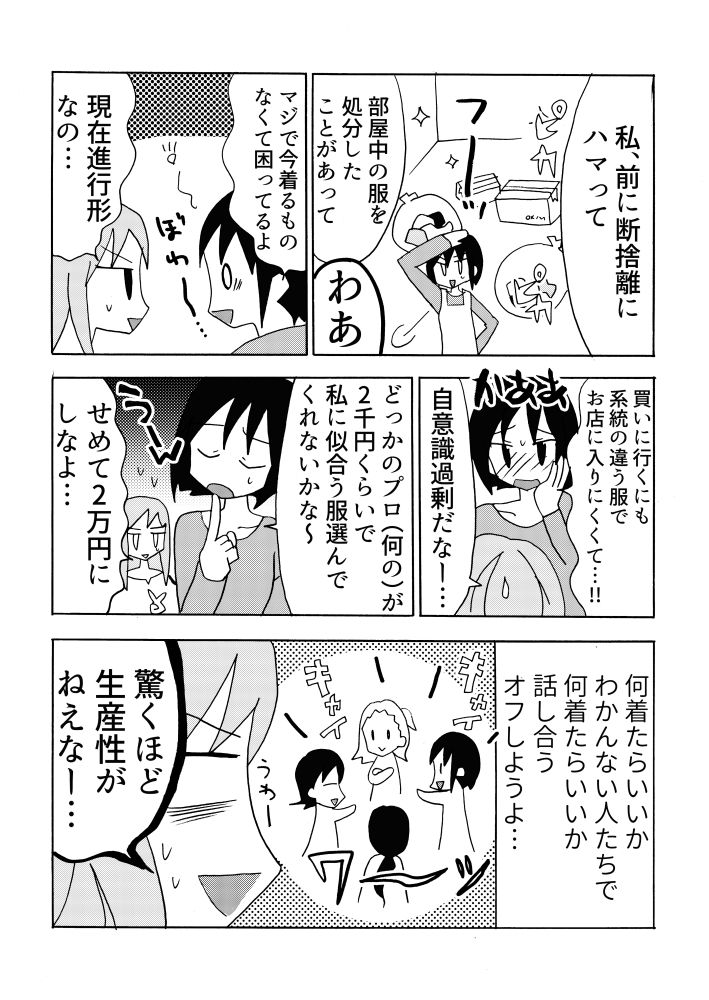 私、前に断捨離に
ハマって
フーッ
OKIM
部屋中の服を
処分した
ことがあって
わあ
マジで今着るもの
なくて困ってるよ
ぼわ〜〜…
現在進行形
なの…
買いに行くにも
系統の違う服で
お店に入りにくくて…!!
かああ
自意識過剰だなー…
どっかのプロ(何の)が
2千円くらいで
私に似合う服選んで
くれないかな〜
うーん
せめて2万円に
しなよ…
何着たらいいか
わかんない人たちで
何着たらいいか
話し合う
オフしようよ…
キャイ
キャイ
ワーーッ
うわー
驚くほど
生産性が
ねえなー…